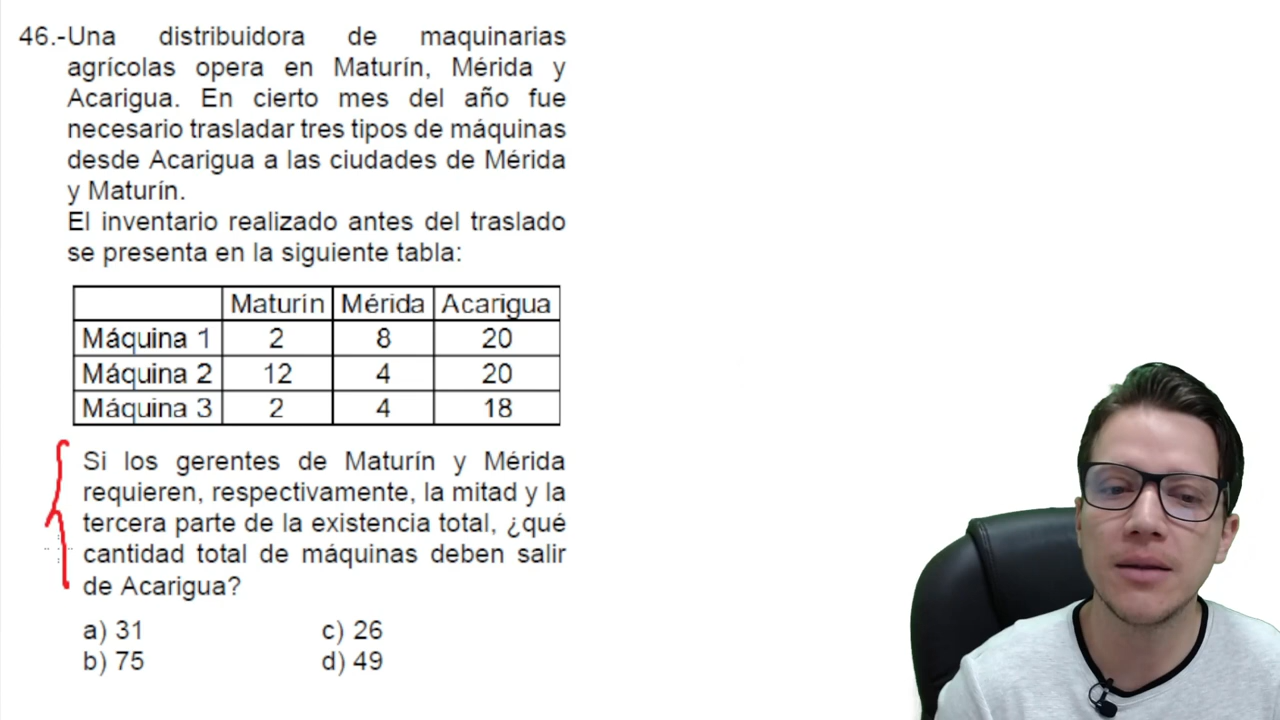 46.-Una distribuidora de maquinarias
agrícolas opera en Maturín, Mérida y
Acarigua. En cierto mes del año fue
necesario trasladar tres tipos de máquinas
desde Acarigua a las ciudades de Mérida
y Maturín.
El inventario realizado antes del traslado
se presenta en la siguiente tabla:
Maturín Mérida Acarigua
Máquina 1 2 8 20
Máquina 2 12 4 20
Máquina 3 2 4 18
Si los gerentes de Maturín y Mérida
requieren, respectivamente, la mitad y la
tercera parte de la existencia total, ¿qué
cantidad total de máquinas deben salir
de Acarigua?
a) 31 c) 26
b) 75 d) 49